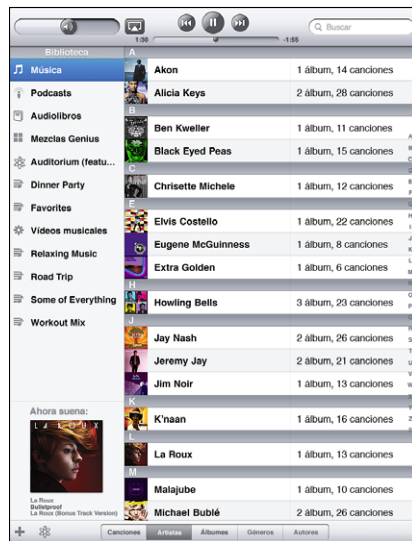 Buscar
1:30
-1:55
Biblioteca
Música
Podcasts
Audiolibros
Mezclas Genius
Auditorium (featu...
Dinner Party
Favorites
Vídeos musicales
Relaxing Music
Road Trip
Some of Everything
Workout Mix
Ahora suena:
LA ROUX
La Roux
Bulletproof
La Roux (Bonus Track Version)
A
Akon 1 álbum, 14 canciones
Alicia Keys 2 álbum, 28 canciones
B
Ben Kweller 1 álbum, 11 canciones
Black Eyed Peas 1 álbum, 15 canciones
C
Chrisette Michele 1 álbum, 12 canciones
E
Elvis Costello 1 álbum, 22 canciones
Eugene McGuinness 1 álbum, 8 canciones
Extra Golden 1 álbum, 6 canciones
H
Howling Bells 3 álbum, 23 canciones
J
Jay Nash 2 álbum, 26 canciones
Jeremy Jay 2 álbum, 21 canciones
Jim Noir 1 álbum, 13 canciones
K
K'naan 1 álbum, 16 canciones
L
La Roux 1 álbum, 13 canciones
M
Malajube 1 álbum, 10 canciones
Michael Bublé 2 álbum, 26 canciones
Canciones Artistas Álbumes Géneros Autores